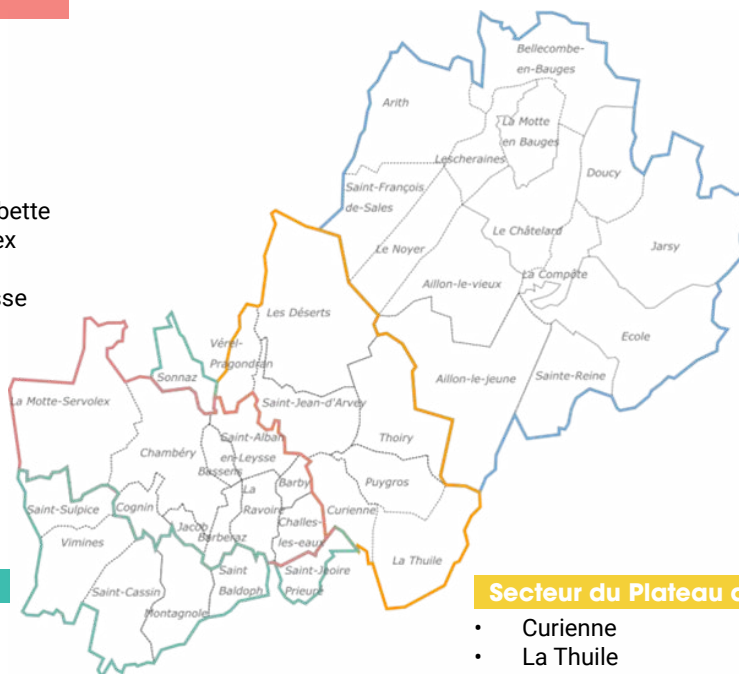 Bellecombe-
en-Bauges
Arith
La Motte
en Bauges
Lescheraines
Doucy
Saint-François
de-Sales
bette
ex
Le Châtelard
Le Noyer
Jarsy
La Compôte
Aillon-le-vieux
sse
Les Déserts
Ecole
Vérel-
Pragondran
Sonnaz
Aillon-le-jeune
Sainte-Reine
La Motte-Servolex
Saint-Jean-d'Arvey
Saint-Alban
en-Leysse
Thoiry
Chambéry
Bassens
Barby
Puygros
La
Ravoire
Saint-Sulpice
Cognin
Curienne
Jacob
Challes-
les-eaux
Barberaz
Vimines
La Thuile
Saint
Baldoph
Saint-Jeoire
Prieuré
Saint-Cassin
Montagnole
Secteur du Plateau d
• Curienne
• La Thuile